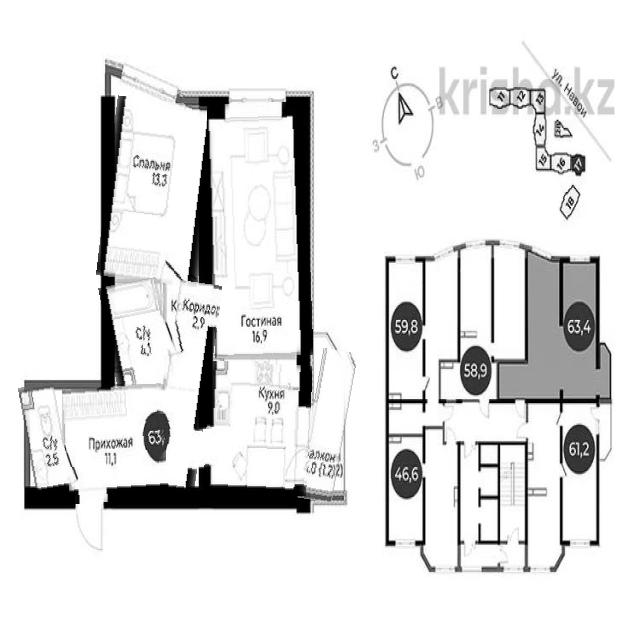 krisha.kz
ул. Навои
С
В
З
Ю
11
12
13
14
15
16
17
18
Спальня
13,3
Коридор
2,9
Гостиная
16,9
С/у
4,1
Кухня
9,0
Прихожая
11,1
63,
С/у
2,5
алкон
.0 (1.2)
59,8
63,4
58,9
46,6
61,2